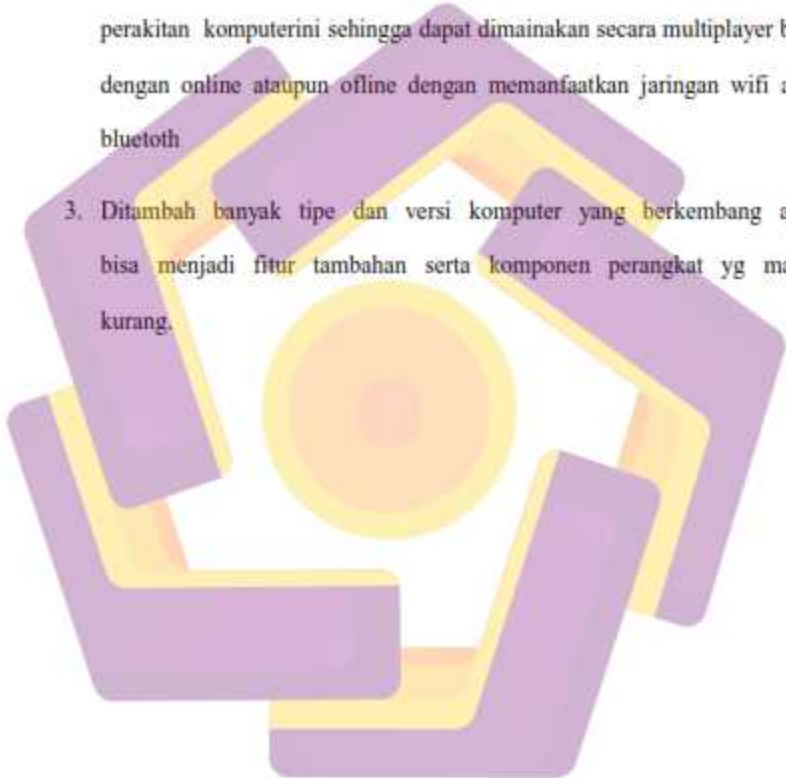 perakitan komputerini sehingga dapat dimainakan secara multiplayer
dengan online ataupun ofline dengan memanfaatkan jaringan wifi
bluetoth
3. Ditambah banyak tipe dan versi komputer yang berkembang
bisa menjadi fitur tambahan serta komponen perangkat yg
kurang.